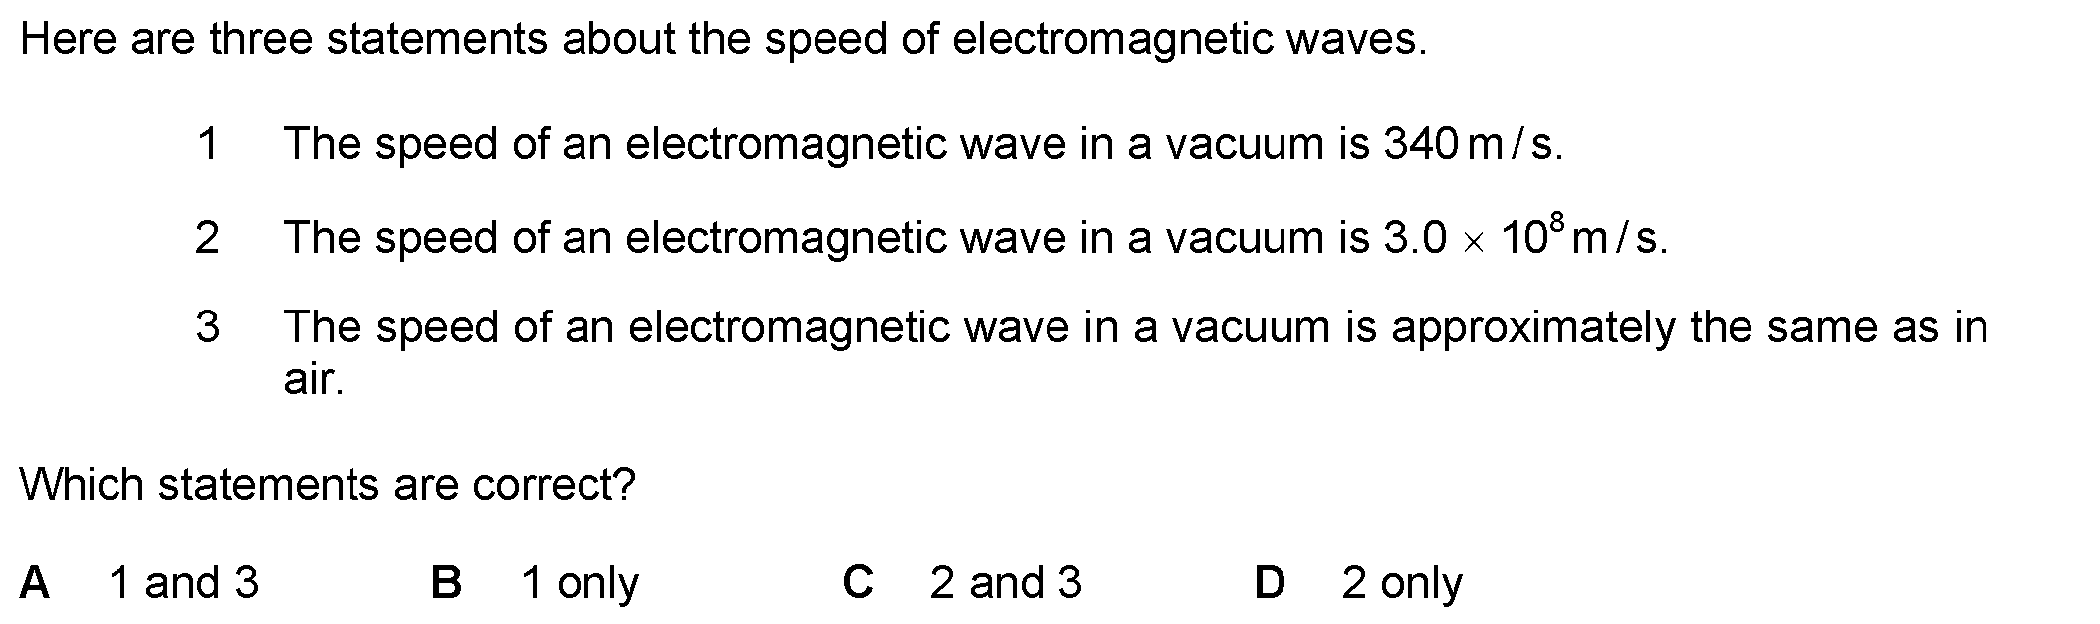 Here are three statements about the speed of electromagnetic waves.
1 The speed of an electromagnetic wave in a vacuum is 340 m / s.
2 The speed of an electromagnetic wave in a vacuum is 3.0 × 10⁸ m / s.
3 The speed of an electromagnetic wave in a vacuum is approximately the same as in
air.
Which statements are correct?
A 1 and 3 B 1 only C 2 and 3 D 2 only